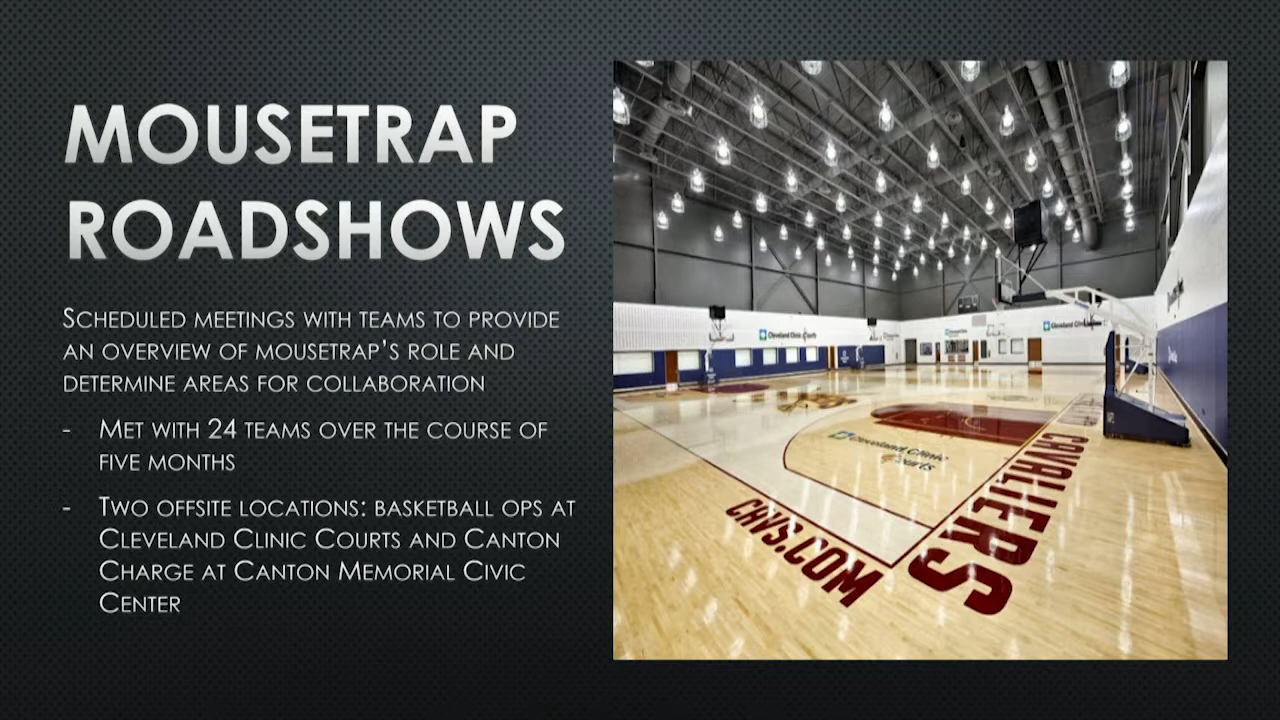 MOUSETRAP
ROADSHOWS
SCHEDULED MEETINGS WITH TEAMS TO PROVIDE
AN OVERVIEW OF MOUSETRAP'S ROLE AND
DETERMINE AREAS FOR COLLABORATION
- MET WITH 24 TEAMS OVER THE COURSE OF
FIVE MONTHS
- TWO OFFSITE LOCATIONS: BASKETBALL OPS AT
CLEVELAND CLINIC COURTS AND CANTON
CHARGE AT CANTON MEMORIAL CIVIC
CENTER
Cleveland Clinic Courts
Cleveland Clinic
Cleveland Clinic
Courts
CAVALIERS
CAVS.COM